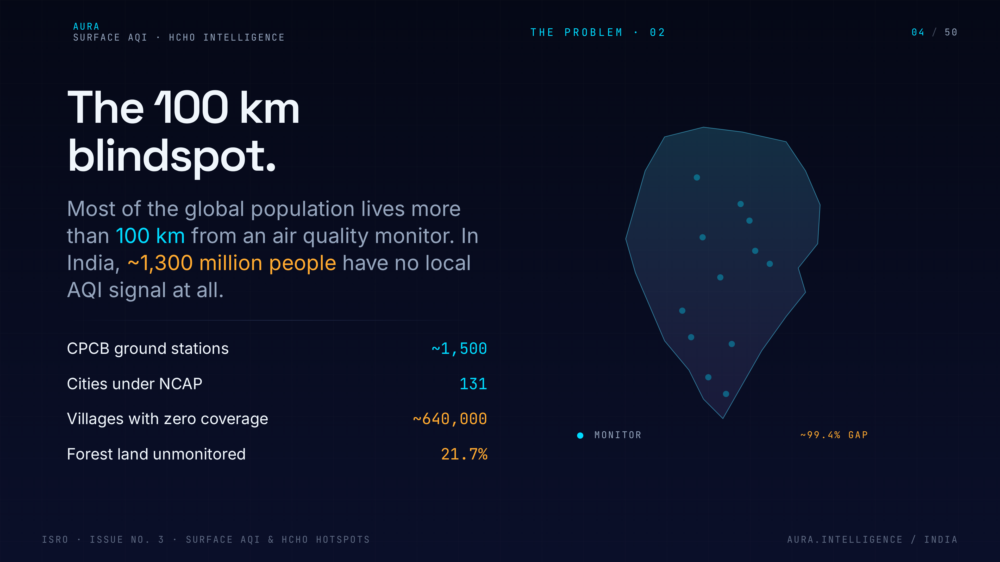 AURA
SURFACE AQI · HCHO INTELLIGENCE
THE PROBLEM · 02
04 / 50
The 100 km
blindspot.
Most of the global population lives more
than 100 km from an air quality monitor. In
India, ~1,300 million people have no local
AQI signal at all.
CPCB ground stations ~1,500
Cities under NCAP 131
Villages with zero coverage ~640,000
Forest land unmonitored 21.7%
MONITOR
~99.4% GAP
ISRO · ISSUE NO. 3 · SURFACE AQI & HCHO HOTSPOTS
AURA.INTELLIGENCE / INDIA